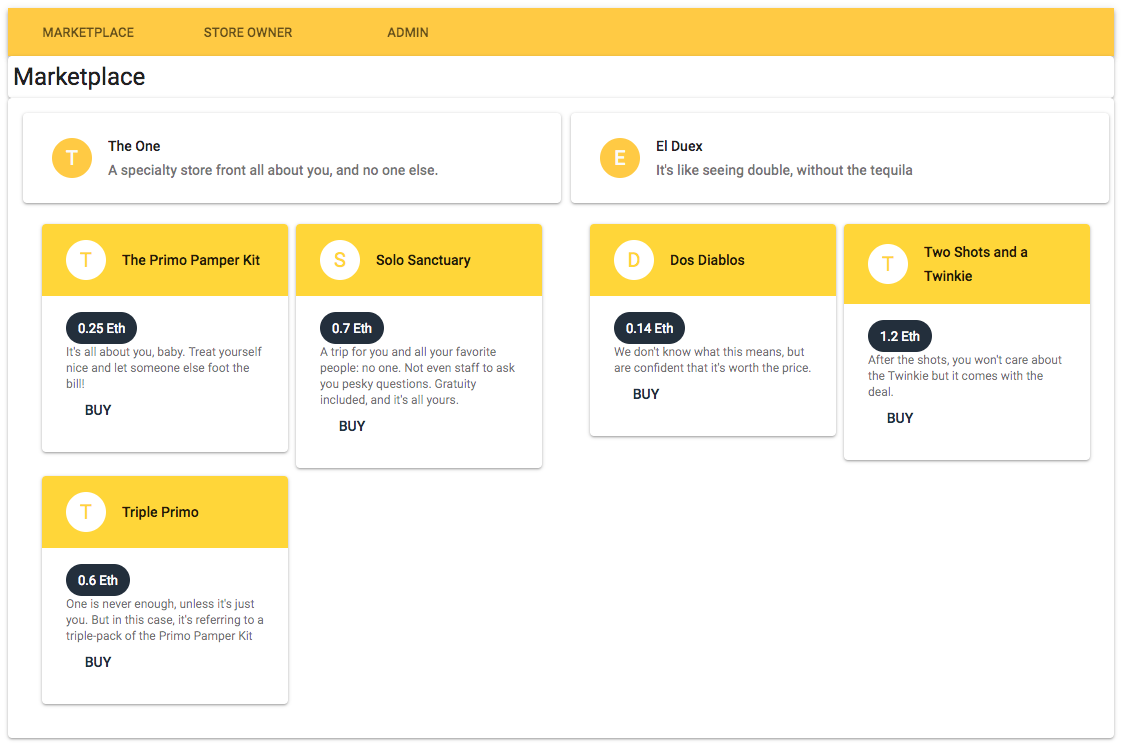 MARKETPLACE STORE OWNER ADMIN
Marketplace
T
The One
A specialty store front all about you, and no one else.
E
El Duex
It's like seeing double, without the tequila
T
The Primo Pamper Kit
0.25 Eth
It's all about you, baby. Treat yourself
nice and let someone else foot the
bill!
BUY
S
Solo Sanctuary
0.7 Eth
A trip for you and all your favorite
people: no one. Not even staff to ask
you pesky questions. Gratuity
included, and it's all yours.
BUY
T
Triple Primo
0.6 Eth
One is never enough, unless it's just
you. But in this case, it's referring to a
triple-pack of the Primo Pamper Kit
BUY
D
Dos Diablos
0.14 Eth
We don't know what this means, but
are confident that it's worth the price.
BUY
T
Two Shots and a
Twinkie
1.2 Eth
After the shots, you won't care about
the Twinkie but it comes with the
deal.
BUY